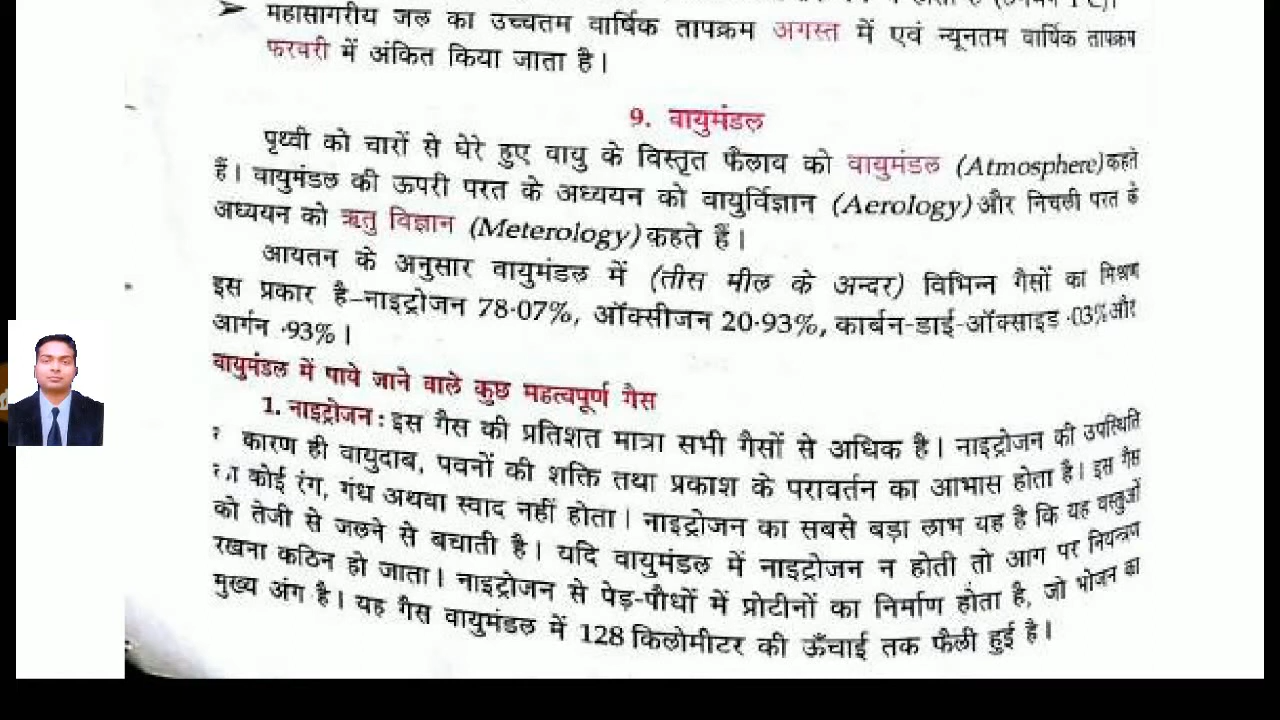 ➤ महासागरीय जल का उच्चतम वार्षिक तापक्रम अगस्त में एवं न्यूनतम वार्षिक तापक्रम
फरवरी में अंकित किया जाता है।
9. वायुमंडल
पृथ्वी को चारों से घेरे हुए वायु के विस्तृत फैलाव को वायुमंडल (Atmosphere) कहते
हैं। वायुमंडल की ऊपरी परत के अध्ययन को वायुर्विज्ञान (Aerology) और निचली परत के
अध्ययन को ऋतु विज्ञान (Meterology) कहते हैं।
आयतन के अनुसार वायुमंडल में (तीस मील के अन्दर) विभिन्न गैसों का मिश्रण
इस प्रकार है–नाइट्रोजन 78·07%, ऑक्सीजन 20·93%, कार्बन-डाई-ऑक्साइड ·03% और
आर्गन ·93%।
वायुमंडल में पाये जाने वाले कुछ महत्वपूर्ण गैस
1. नाइट्रोजन : इस गैस की प्रतिशत मात्रा सभी गैसों से अधिक है। नाइट्रोजन की उपस्थिति
कारण ही वायुदाब, पवनों की शक्ति तथा प्रकाश के परावर्तन का आभास होता है। इस गैस
कोई रंग, गंध अथवा स्वाद नहीं होता। नाइट्रोजन का सबसे बड़ा लाभ यह है कि यह वस्तुओं
को तेजी से जलने से बचाती है। यदि वायुमंडल में नाइट्रोजन न होती तो आग पर नियन्त्रण
रखना कठिन हो जाता। नाइट्रोजन से पेड़-पौधों में प्रोटीनों का निर्माण होता है, जो भोजन का
मुख्य अंग है। यह गैस वायुमंडल में 128 किलोमीटर की ऊँचाई तक फैली हुई है।